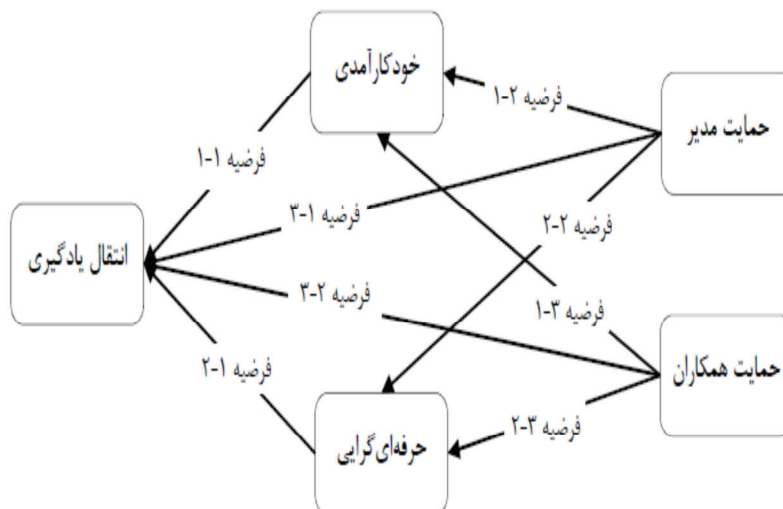 خودکارآمدی
حمایت مدیر
فرضیه ۲-۱
فرضیه ۱-۱
فرضیه ۱-۳
فرضیه ۲-۲
انتقال یادگیری
فرضیه ۲-۳
فرضیه ۳-۱
حمایت همکاران
فرضیه ۱-۲
فرضیه ۳-۲
حرفه‌ای‌گرایی